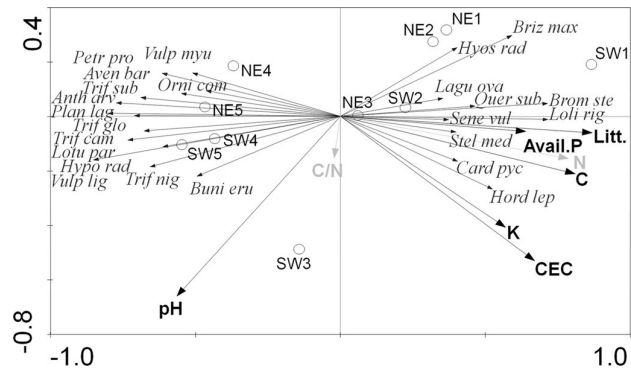 0.4
NE1
Briz max
NE2
Vulp myu
Petr pro
Hyos rad
SW1
NE4
Aven bar
Trif sub
Orni com
Lagu ova
Anth arv
NE3
SW2
Quer sub
Brom ste
Plan lag
NE5
Sene vul
Loli rig
Trif glo
Trif cam
SW4
Stel med
Avail.P
Litt.
Lotu par
SW5
N
Hypo rad
C/N
Card pyc
C
Vulp lig
Trif nig
Buni eru
Hord lep
K
SW3
CEC
pH
-0.8
-1.0
1.0